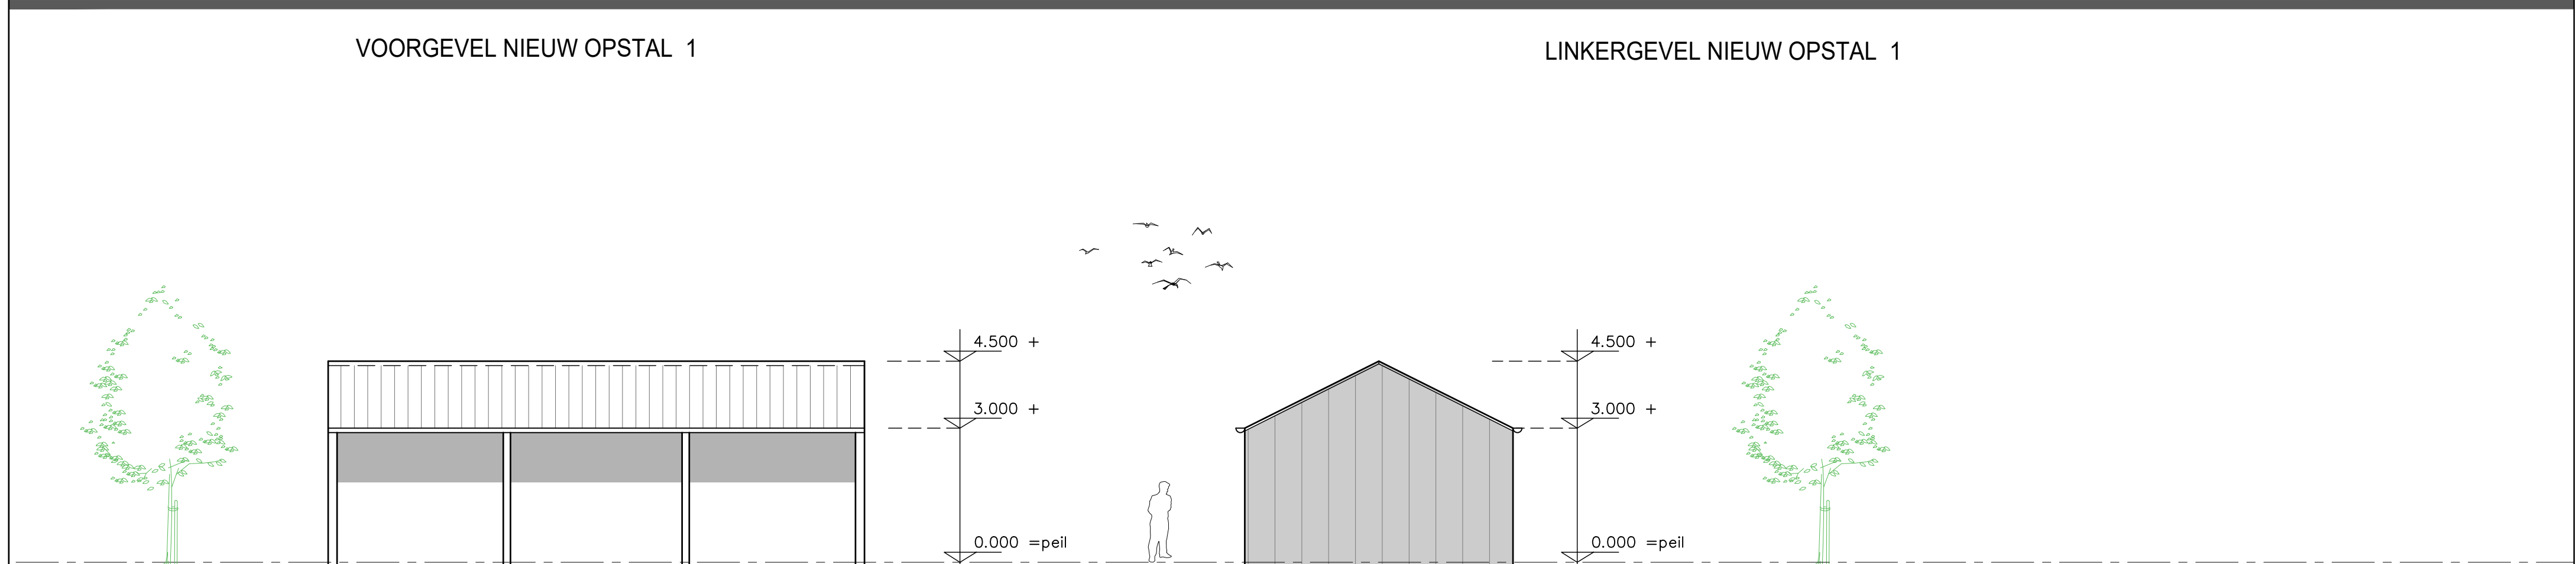 VOORGEVEL NIEUW OPSTAL 1
LINKERGEVEL NIEUW OPSTAL 1
4.500 +
3.000 +
0.000 =peil
4.500 +
3.000 +
0.000 =peil